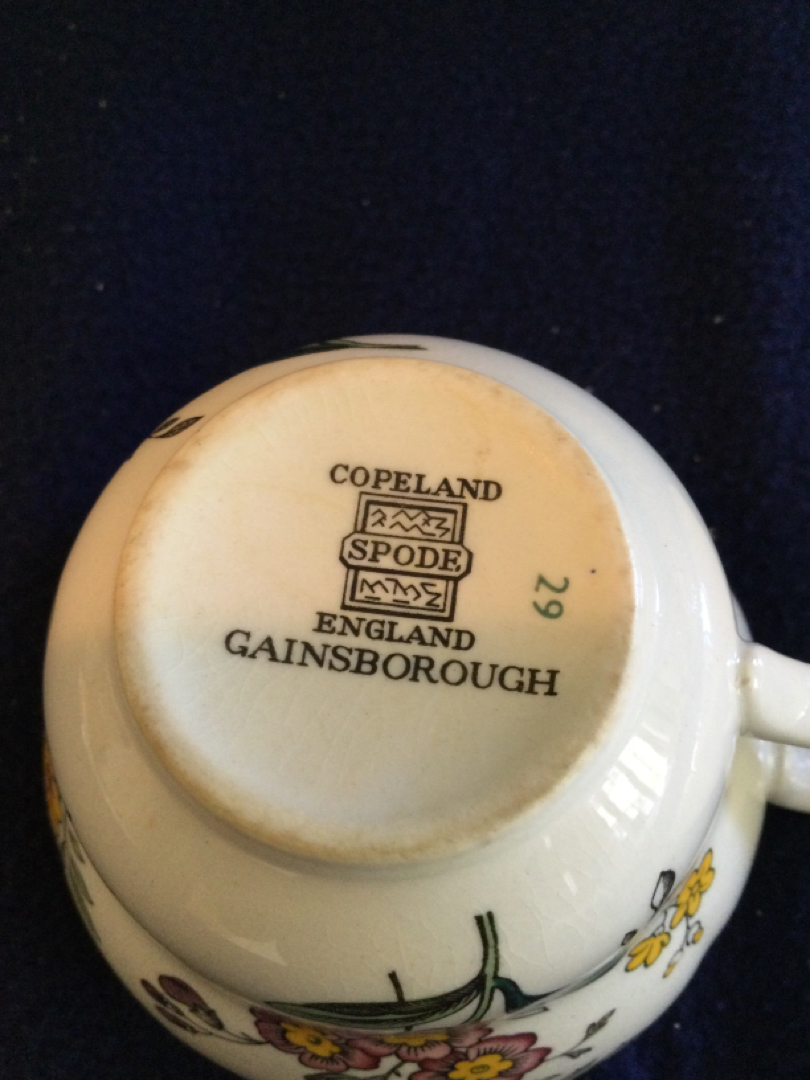 COPELAND
SPODE
ENGLAND
GAINSBOROUGH
29